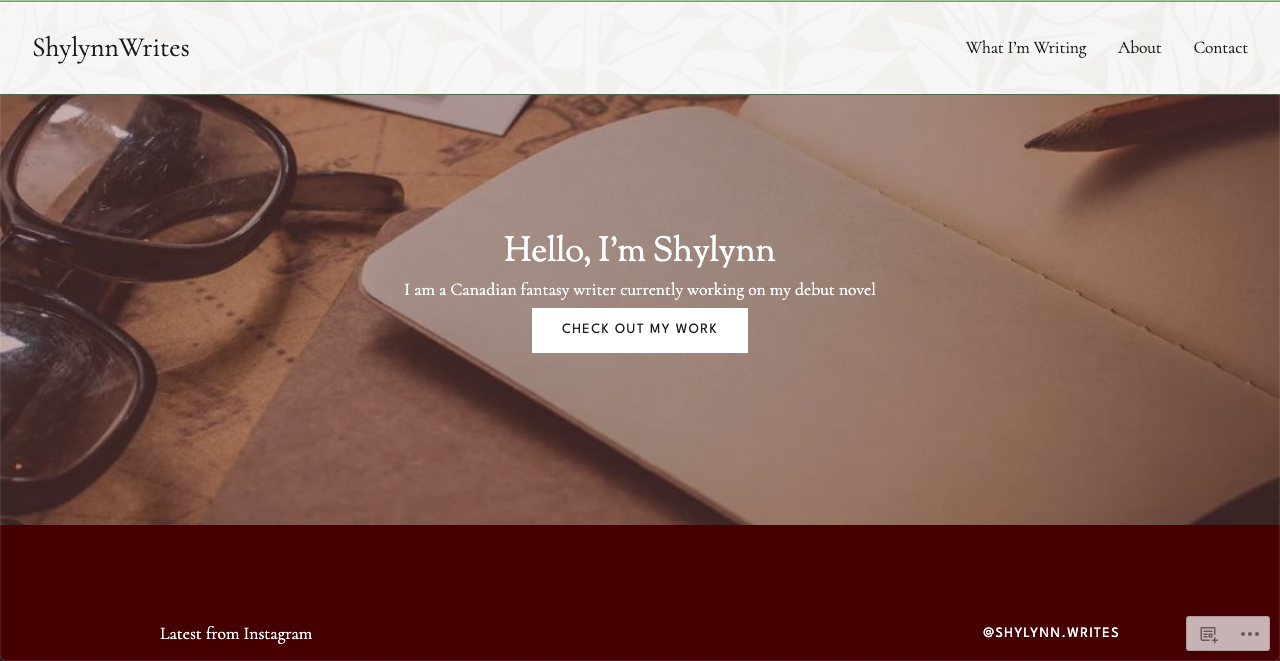 ShylynnWrites
What I'm Writing About Contact
Hello, I'm Shylynn
I am a Canadian fantasy writer currently working on my debut novel
CHECK OUT MY WORK
Latest from Instagram
@SHYLYNN.WRITES